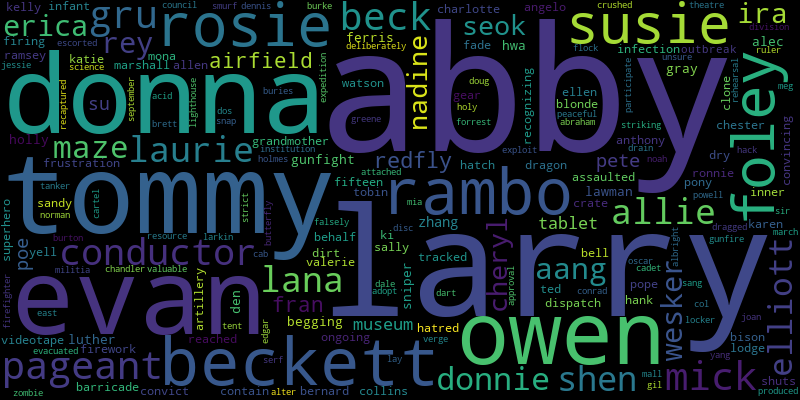 kelly infant
gru
rosie
beck
charlotte
angelo
crushed
theatre
susie
ira
smurf dennis
council
burke
escorted
deliberately
division
erica
firing
rey
ferris
seok
alec
ruler
ramsey
katie
marshall
mona
allen
airfield
fade
hwa
flock
infection
outbreak
unsure
jessie
science
watson
nadine
doug
gear
holy
recognizing
ellen
blonde
peaceful
abraham
participate
gray
clone
rehearsal
meg
donna
abby
foley
recaptured
su
september
acid
brett
lighthouse
dos
snap
buries
expedition
greene
forrest
striking
chester
convincing
holly
maze
laurie
grandmother
institution
holmes
gunfight
redfly
exploit
hatch
dragon
pete
anthony
drain
noah
dry
hack
ronnie
frustration
tommy
attached
fifteen
tobin
rambo
assaulted
lawman
crate
pony
powell
inner
superhero
tanker
sandy
norman
cartel
strict
butterfly
mia
allie
dragged
karen
sir
march
resource
larkin
falsely
behalf
disc
zhang
tablet
gunfire
poe
yell
burton
conductor
cab
dirt
ki
sally
larry
cheryl
bell
albright
militia
chandler
valuable
valerie
tracked
aang
oscar
cadet
sang
elliott
firefighter
evan
artillery
den
lana
dale
adopt
sniper
approval
ted
conrad
pope
hank
wesker
col
locker
joan
east
tent
fran
begging
dart
museum
hatred
owen
dispatch
bison
lodge
yang
videotape
luther
firework
reached
edgar
ongoing
verge
evacuated
pageant
barricade
beckett
serf
lay
donnie
shen
mall
gil
mick
shuts
zombie
convict
contain
alter
bernard
collins
produced